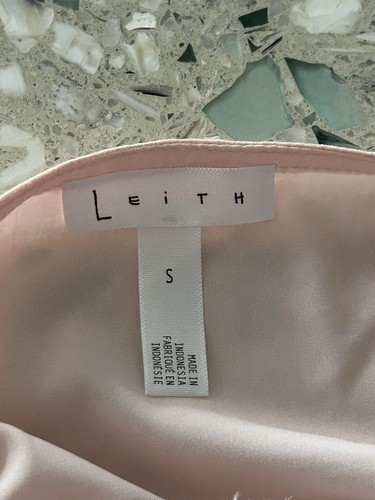 LEiTH
S
MADE IN
INDONESIA
FABRIQUÉ EN
INDONÉSIE